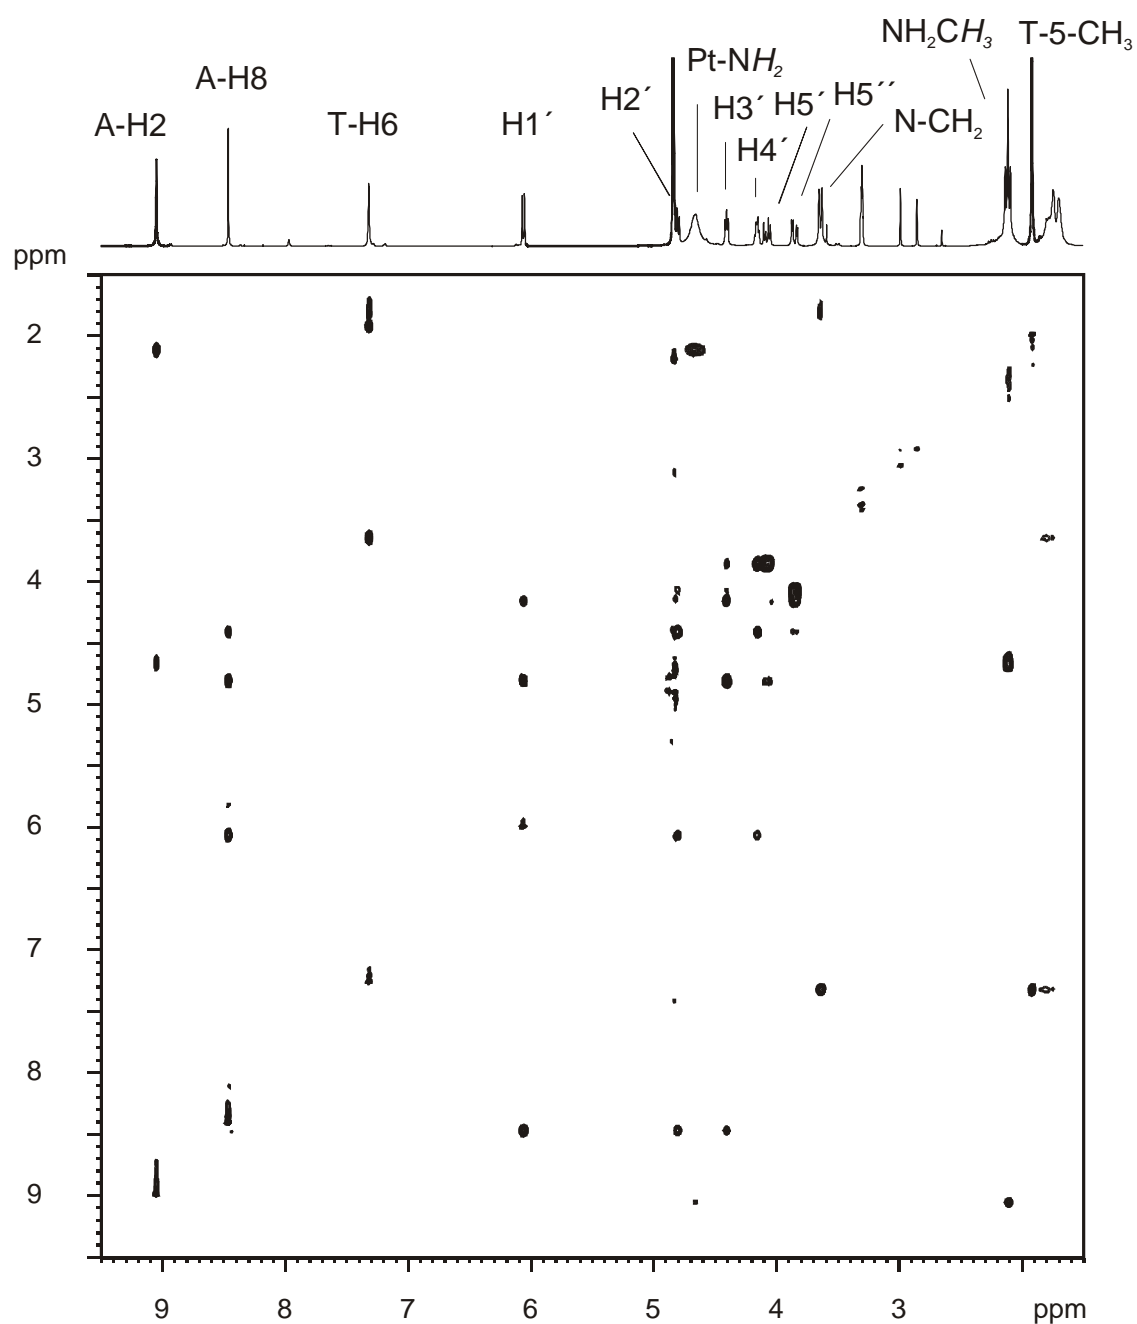 NH₂CH₃ T-5-CH₃
Pt-NH₂
A-H8
H2´ H3´ H5´ H5´´
A-H2 T-H6 H1´ N-CH₂
H4´
ppm
2
3
4
5
6
7
8
9
9 8 7 6 5 4 3 ppm